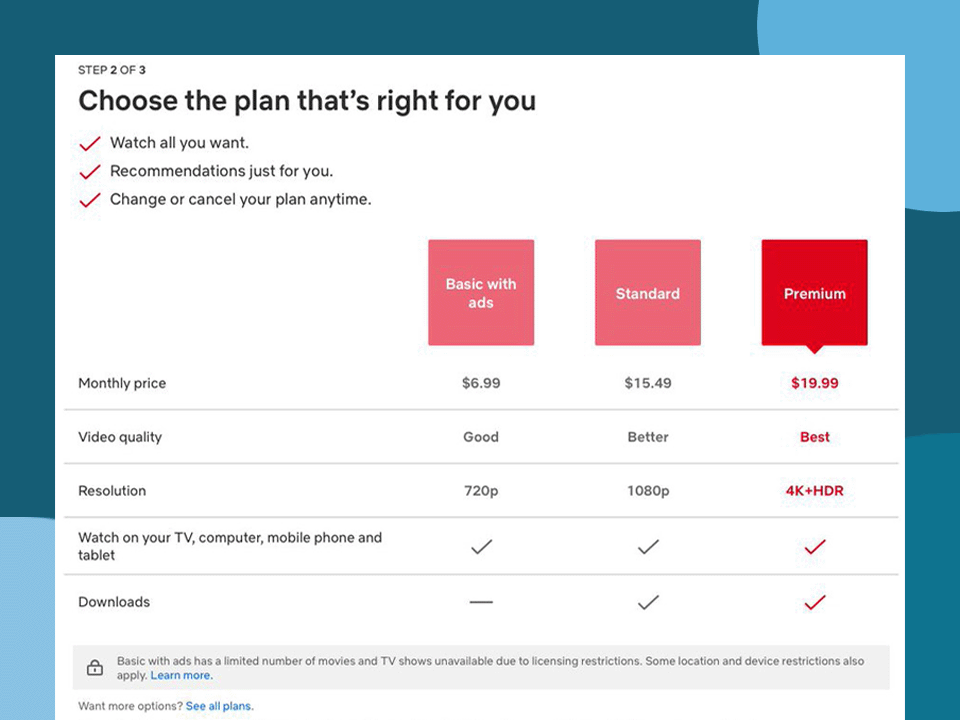 STEP 2 OF 3
Choose the plan that's right for you
Watch all you want.
Recommendations just for you.
Change or cancel your plan anytime.
Basic with
ads
Standard
Premium
Monthly price $6.99 $15.49 $19.99
Video quality Good Better Best
Resolution 720p 1080p 4K+HDR
Watch on your TV, computer, mobile phone and
tablet
Downloads —
Basic with ads has a limited number of movies and TV shows unavailable due to licensing restrictions. Some location and device restrictions also
apply. Learn more.
Want more options? See all plans.